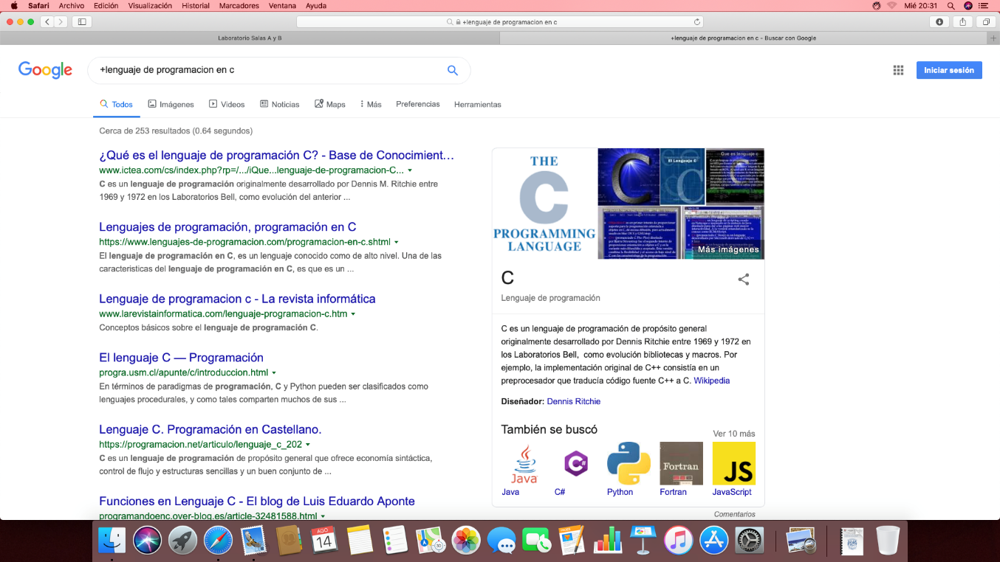 Safari Archivo Edición Visualización Historial Marcadores Ventana Ayuda Mié 20:31
+lenguaje de programacion en c
Laboratorio Salas A y B
+lenguaje de programacion en c - Buscar con Google
Google
+lenguaje de programacion en c
Iniciar sesión
Todos Imágenes Videos Noticias Maps Más Preferencias Herramientas
Cerca de 253 resultados (0.64 segundos)
¿Qué es el lenguaje de programación C? - Base de Conocimient…
www.ictea.com/cs/index.php?rp=/.../iQue...lenguaje-de-programacion-C...
C es un lenguaje de programación originalmente desarrollado por Dennis M. Ritchie entre
1969 y 1972 en los Laboratorios Bell, como evolución del anterior ...
Lenguajes de programación, programación en C
https://www.lenguajes-de-programacion.com/programacion-en-c.shtml
El lenguaje de programación en C, es un lenguaje conocido como de alto nivel. Una de las
caracteristicas del lenguaje de programación en C, es que es un ...
Lenguaje de programacion c - La revista informática
www.larevistainformatica.com/lenguaje-programacion-c.htm
Conceptos básicos sobre el lenguaje de programación C.
El lenguaje C — Programación
progra.usm.cl/apunte/c/introduccion.html
En términos de paradigmas de programación, C y Python pueden ser clasificados como
lenguajes procedurales, y como tales comparten muchos de sus ...
Lenguaje C. Programación en Castellano.
https://programacion.net/articulo/lenguaje_c_202
C es un lenguaje de programación de propósito general que ofrece economía sintáctica,
control de flujo y estructuras sencillas y un buen conjunto de ...
Funciones en Lenguaje C - El blog de Luis Eduardo Aponte
programandoenc.over-blog.es/article-32481588.html
THE
C
PROGRAMMING
LANGUAGE
C
El Lenguaje C
C
Que es lenguaje c
Más imágenes
C
Lenguaje de programación
C es un lenguaje de programación de propósito general
originalmente desarrollado por Dennis Ritchie entre 1969 y 1972 en
los Laboratorios Bell, como evolución bibliotecas y macros. Por
ejemplo, la implementación original de C++ consistía en un
preprocesador que traducía código fuente C++ a C. Wikipedia
Diseñador: Dennis Ritchie
También se buscó
Ver 10 más
Java C# Fortran JS
Java C# Python Fortran JavaScript
Comentarios
AGO
14
3D